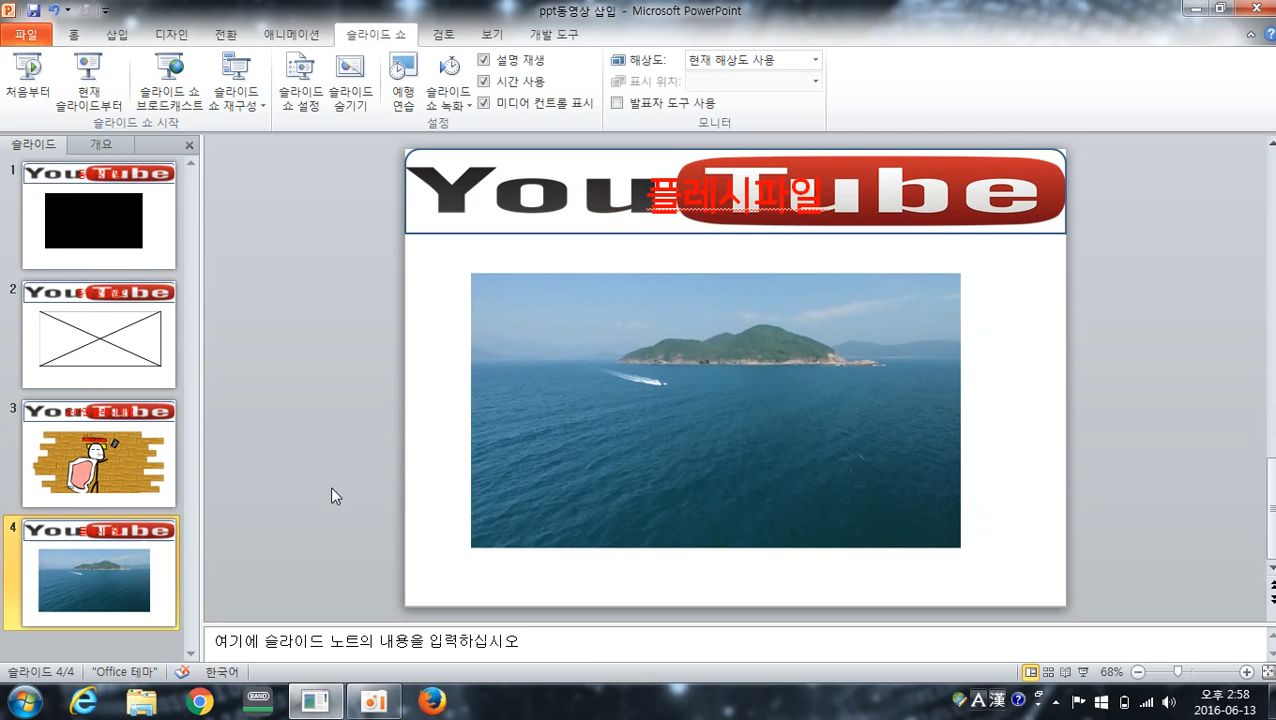 ppt동영상 삽입 - Microsoft PowerPoint
파일 홈 삽입 디자인 전환 애니메이션 슬라이드 쇼 검토 보기 개발 도구
처음부터
현재 슬라이드부터
슬라이드 쇼 브로드캐스트
슬라이드 쇼 재구성
슬라이드 쇼 시작
슬라이드 쇼 설정
슬라이드 숨기기
예행 연습
슬라이드 쇼 녹화
설명 재생
시간 사용
미디어 컨트롤 표시
설정
해상도: 현재 해상도 사용
표시 위치:
발표자 도구 사용
모니터
슬라이드 개요
1
YouTube
2
YouTube
3
YouTube
4
YouTube
YouTube
플레시파일
여기에 슬라이드 노트의 내용을 입력하십시오
슬라이드 4/4 "Office 테마" 한국어 68%
BAND
A 漢
오후 2:58
2016-06-13